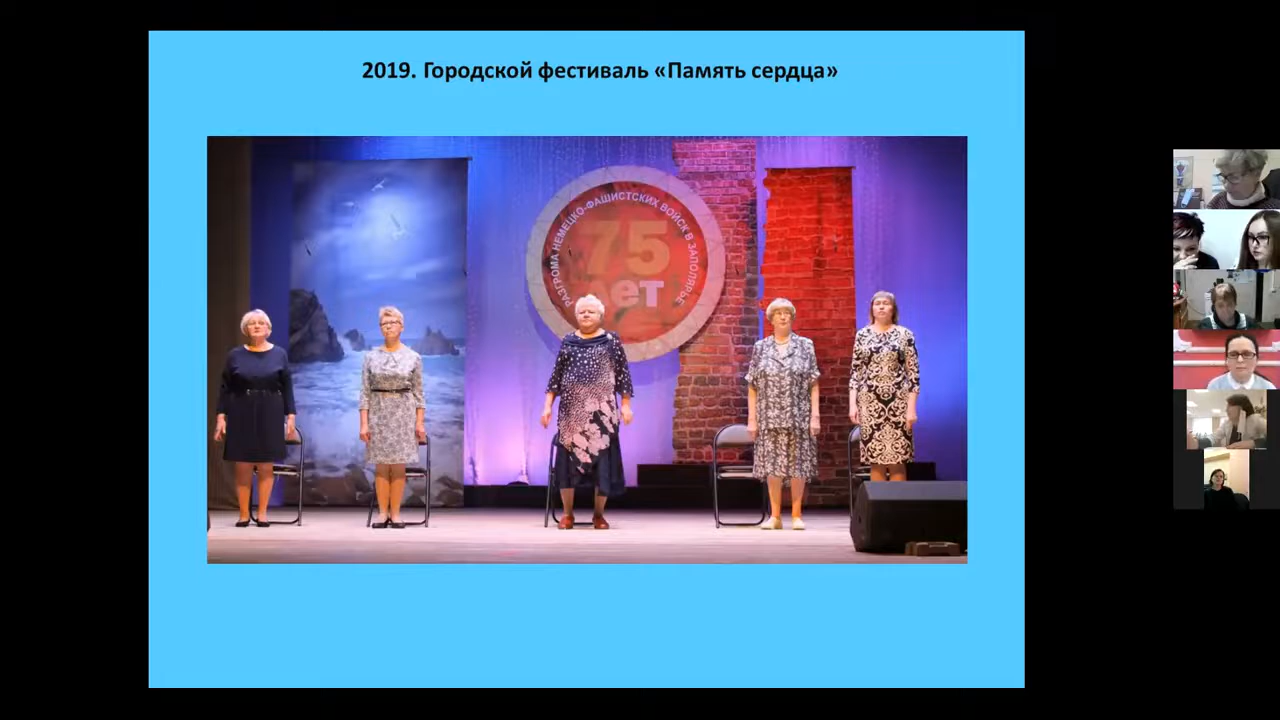 2019. Городской фестиваль «Память сердца»
РАЗГРОМА НЕМЕЦКО-ФАШИСТСКИХ ВОЙСК В ЗАПОЛЯРЬЕ
75
лет